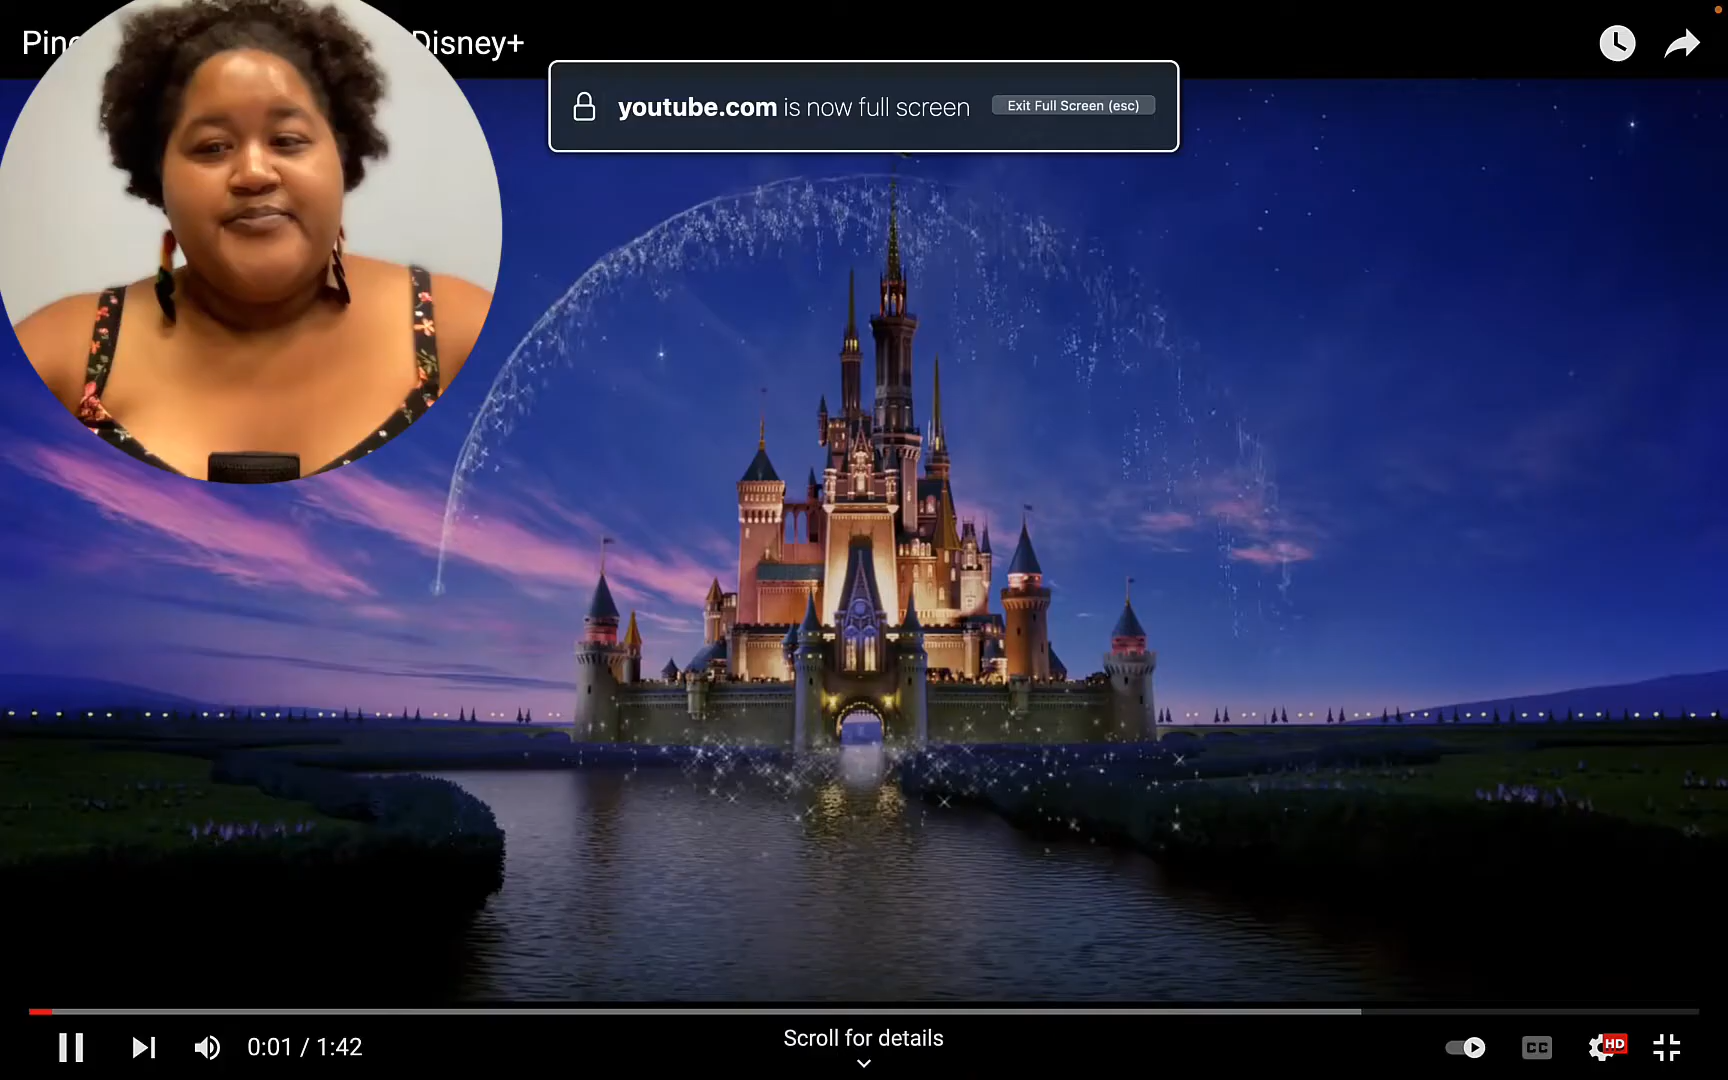 Disney+
youtube.com is now full screen
Exit Full Screen (esc)
0:01 / 1:42
Scroll for details
CC
HD